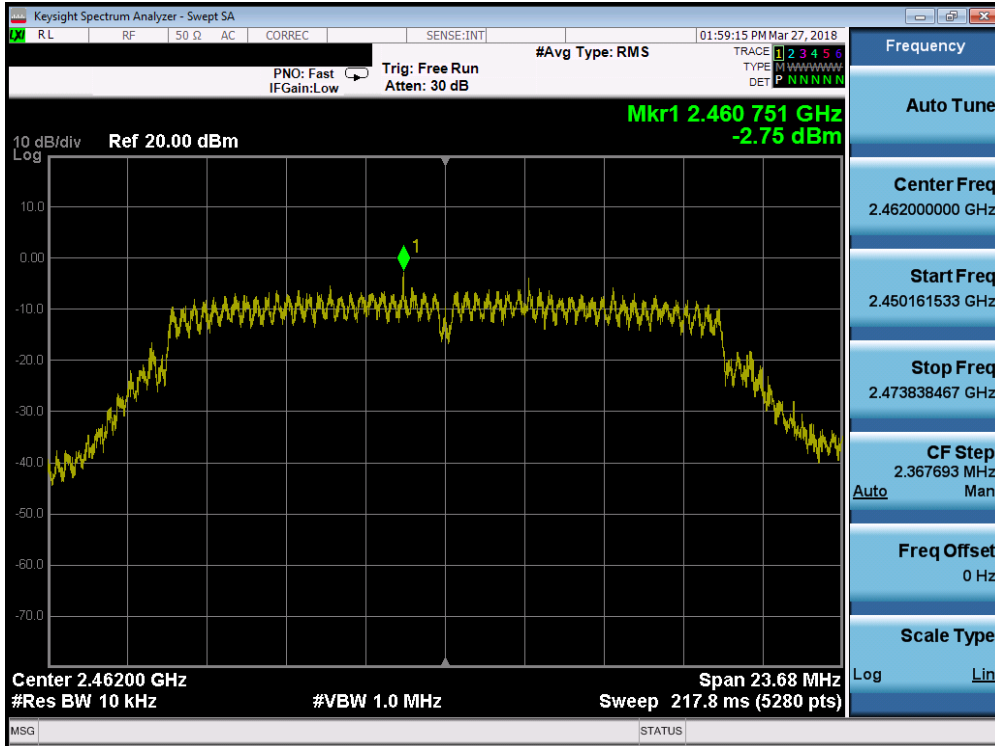 Keysight Spectrum Analyzer - Swept SA
LXI RL RF 50 Ω AC CORREC SENSE:INT 01:59:15 PM Mar 27, 2018
#Avg Type: RMS
TRACE 1 2 3 4 5 6
TYPE M WWWWW
DET P N N N N N
PNO: Fast
IFGain:Low
Trig: Free Run
Atten: 30 dB
Mkr1 2.460 751 GHz
-2.75 dBm
10 dB/div
Log
Ref 20.00 dBm
10.0
0.00
-10.0
-20.0
-30.0
-40.0
-50.0
-60.0
-70.0
1
Center 2.46200 GHz
Span 23.68 MHz
#Res BW 10 kHz
#VBW 1.0 MHz
Sweep 217.8 ms (5280 pts)
MSG
STATUS
Frequency
Auto Tune
Center Freq
2.462000000 GHz
Start Freq
2.450161533 GHz
Stop Freq
2.473838467 GHz
CF Step
2.367693 MHz
Auto Man
Freq Offset
0 Hz
Scale Type
Log Lin